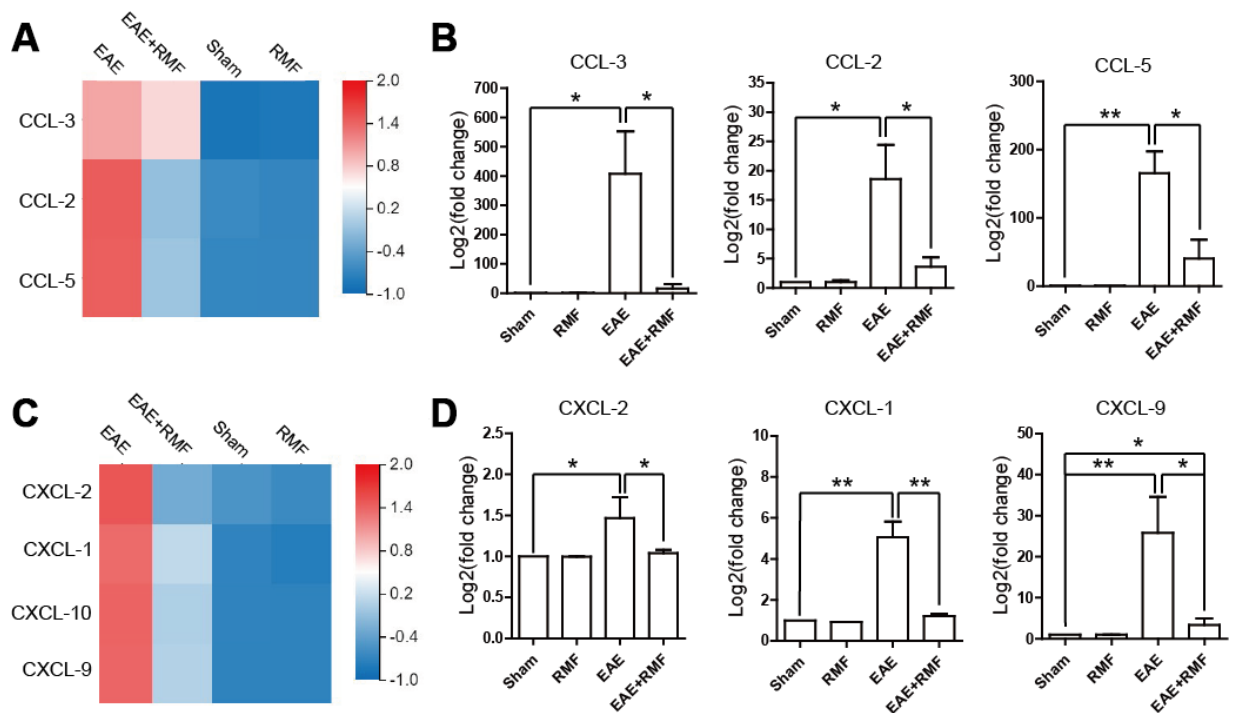 A
EAE
EAE+RMF
Sham
RMF
CCL-3
CCL-2
CCL-5
2.0
1.4
0.8
0.2
-0.4
-1.0
B
CCL-3
Log2(fold change)
700
600
500
400
300
200
100
0
*
*
Sham
RMF
EAE
EAE+RMF
CCL-2
Log2(fold change)
35
30
25
20
15
10
5
0
*
*
Sham
RMF
EAE
EAE+RMF
CCL-5
Log2(fold change)
300
200
100
0
**
*
Sham
RMF
EAE
EAE+RMF
C
EAE
EAE+RMF
Sham
RMF
CXCL-2
CXCL-1
CXCL-10
CXCL-9
2.0
1.4
0.8
0.2
-0.4
-1.0
D
CXCL-2
Log2(fold change)
2.5
2.0
1.5
1.0
0.5
0.0
*
*
Sham
RMF
EAE
EAE+RMF
CXCL-1
Log2(fold change)
10
8
6
4
2
0
**
**
Sham
RMF
EAE
EAE+RMF
CXCL-9
Log2(fold change)
50
40
30
20
10
0
*
**
*
Sham
RMF
EAE
EAE+RMF